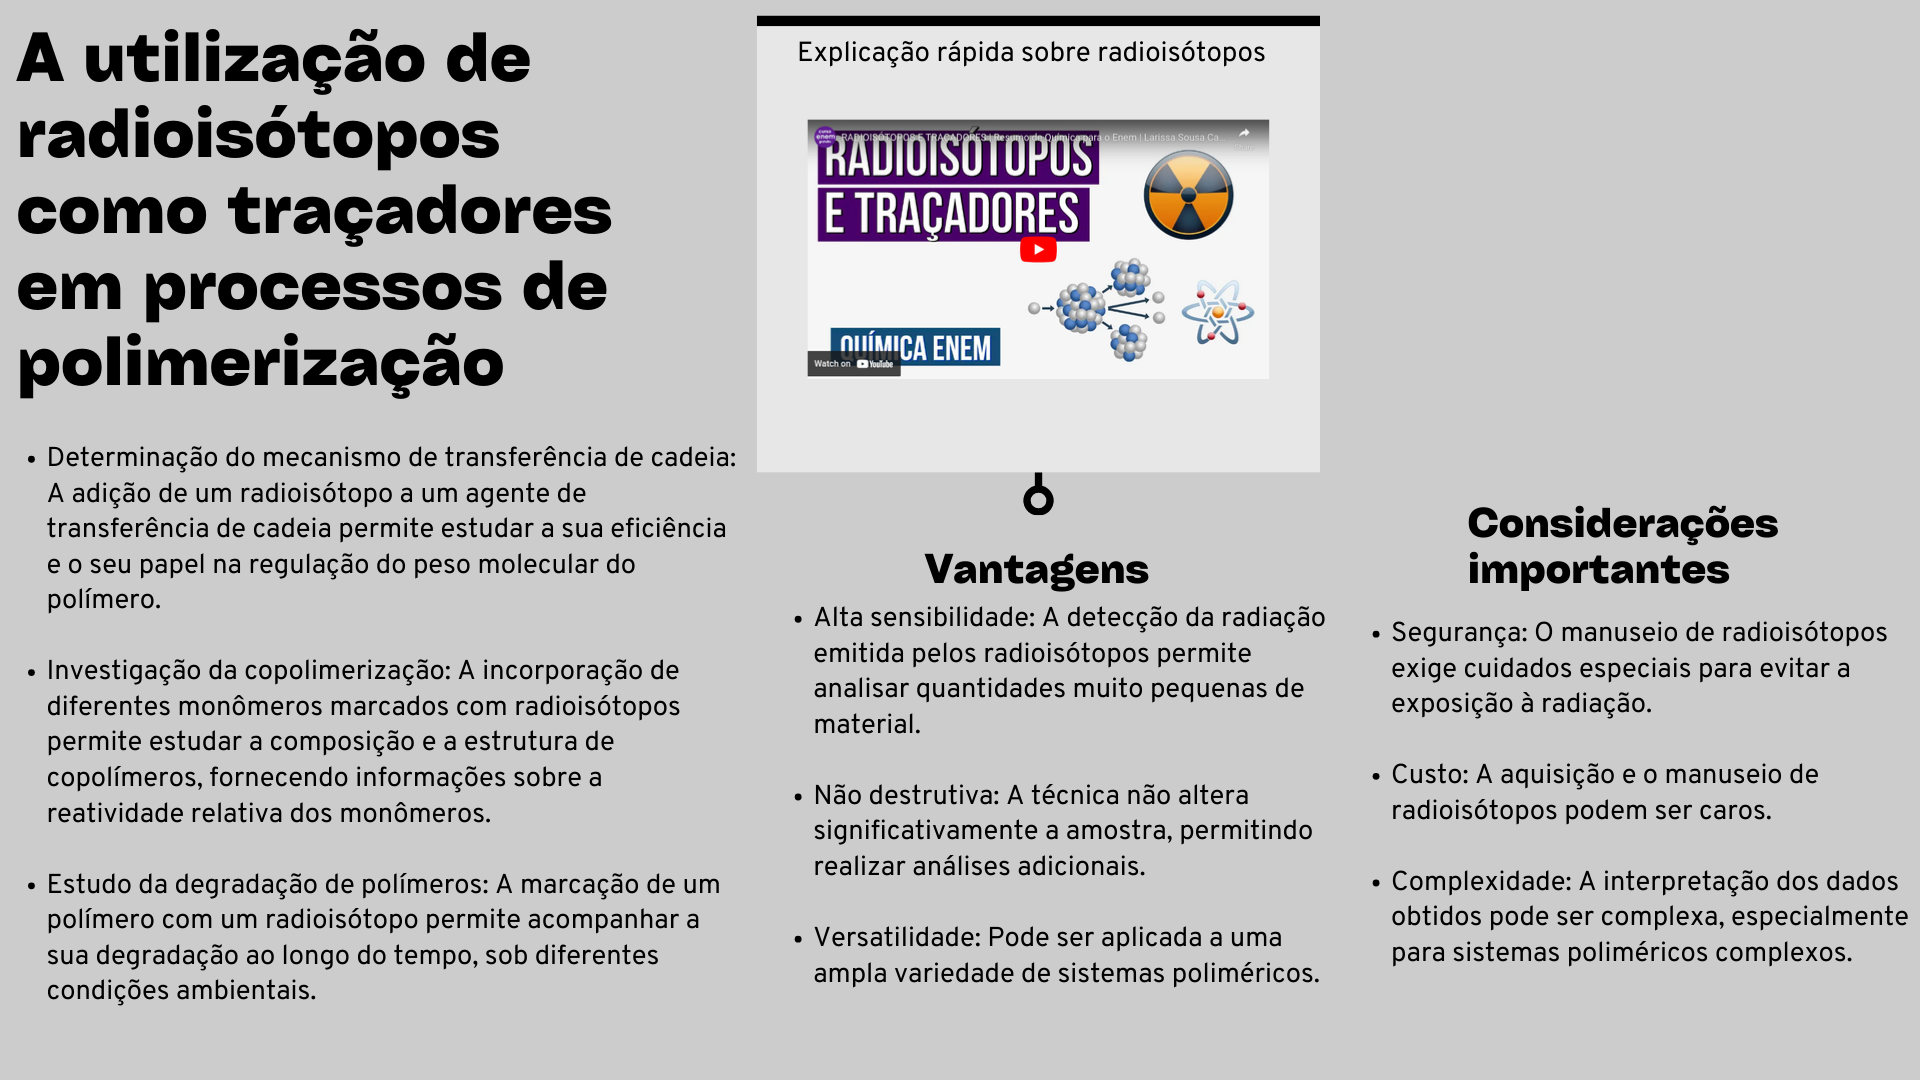 A utilização de
radioisótopos
como traçadores
em processos de
polimerização
• Determinação do mecanismo de transferência de cadeia:
A adição de um radioisótopo a um agente de
transferência de cadeia permite estudar a sua eficiência
e o seu papel na regulação do peso molecular do
polímero.
• Investigação da copolimerização: A incorporação de
diferentes monômeros marcados com radioisótopos
permite estudar a composição e a estrutura de
copolímeros, fornecendo informações sobre a
reatividade relativa dos monômeros.
• Estudo da degradação de polímeros: A marcação de um
polímero com um radioisótopo permite acompanhar a
sua degradação ao longo do tempo, sob diferentes
condições ambientais.
Explicação rápida sobre radioisótopos
RADIOISÓTOPOS E TRAÇADORES | Resumo de Química para o Enem | Larissa Sousa Ca
RADIOISÓTOPOS
E TRAÇADORES
QUÍMICA ENEM
Watch on YouTube
Vantagens
• Alta sensibilidade: A detecção da radiação
emitida pelos radioisótopos permite
analisar quantidades muito pequenas de
material.
• Não destrutiva: A técnica não altera
significativamente a amostra, permitindo
realizar análises adicionais.
• Versatilidade: Pode ser aplicada a uma
ampla variedade de sistemas poliméricos.
Considerações
importantes
• Segurança: O manuseio de radioisótopos
exige cuidados especiais para evitar a
exposição à radiação.
• Custo: A aquisição e o manuseio de
radioisótopos podem ser caros.
• Complexidade: A interpretação dos dados
obtidos pode ser complexa, especialmente
para sistemas poliméricos complexos.